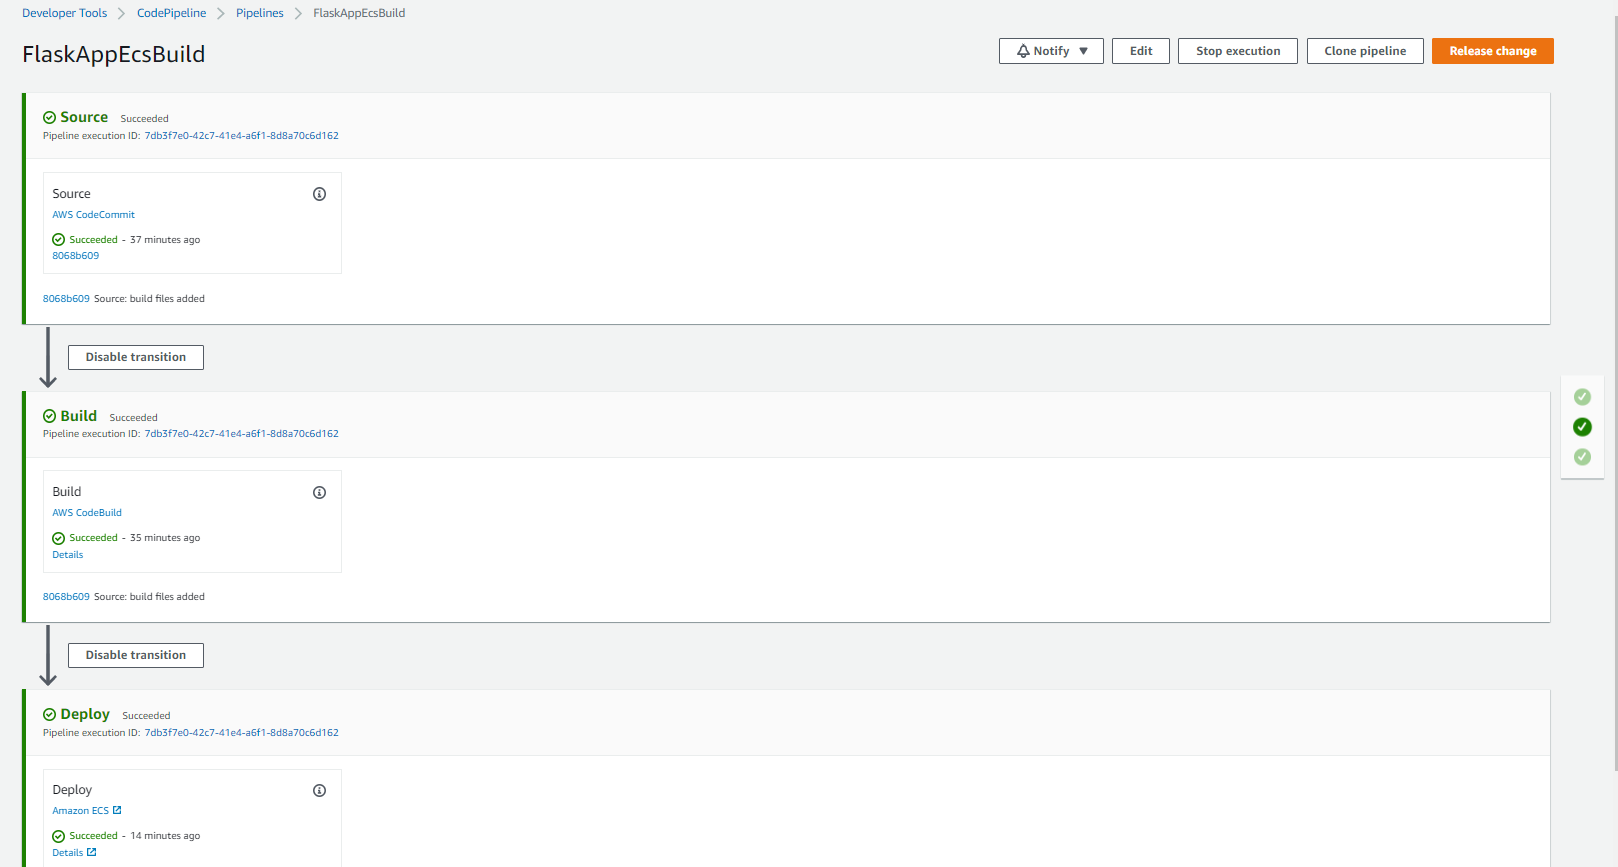 Developer Tools > CodePipeline > Pipelines > FlaskAppEcsBuild
FlaskAppEcsBuild
Notify ▼ Edit Stop execution Clone pipeline Release change
Source Succeeded
Pipeline execution ID: 7db3f7e0-42c7-41e4-a6f1-8d8a70c6d162
Source
AWS CodeCommit
Succeeded - 37 minutes ago
8068b609
8068b609 Source: build files added
Disable transition
Build Succeeded
Pipeline execution ID: 7db3f7e0-42c7-41e4-a6f1-8d8a70c6d162
Build
AWS CodeBuild
Succeeded - 35 minutes ago
Details
8068b609 Source: build files added
Disable transition
Deploy Succeeded
Pipeline execution ID: 7db3f7e0-42c7-41e4-a6f1-8d8a70c6d162
Deploy
Amazon ECS
Succeeded - 14 minutes ago
Details